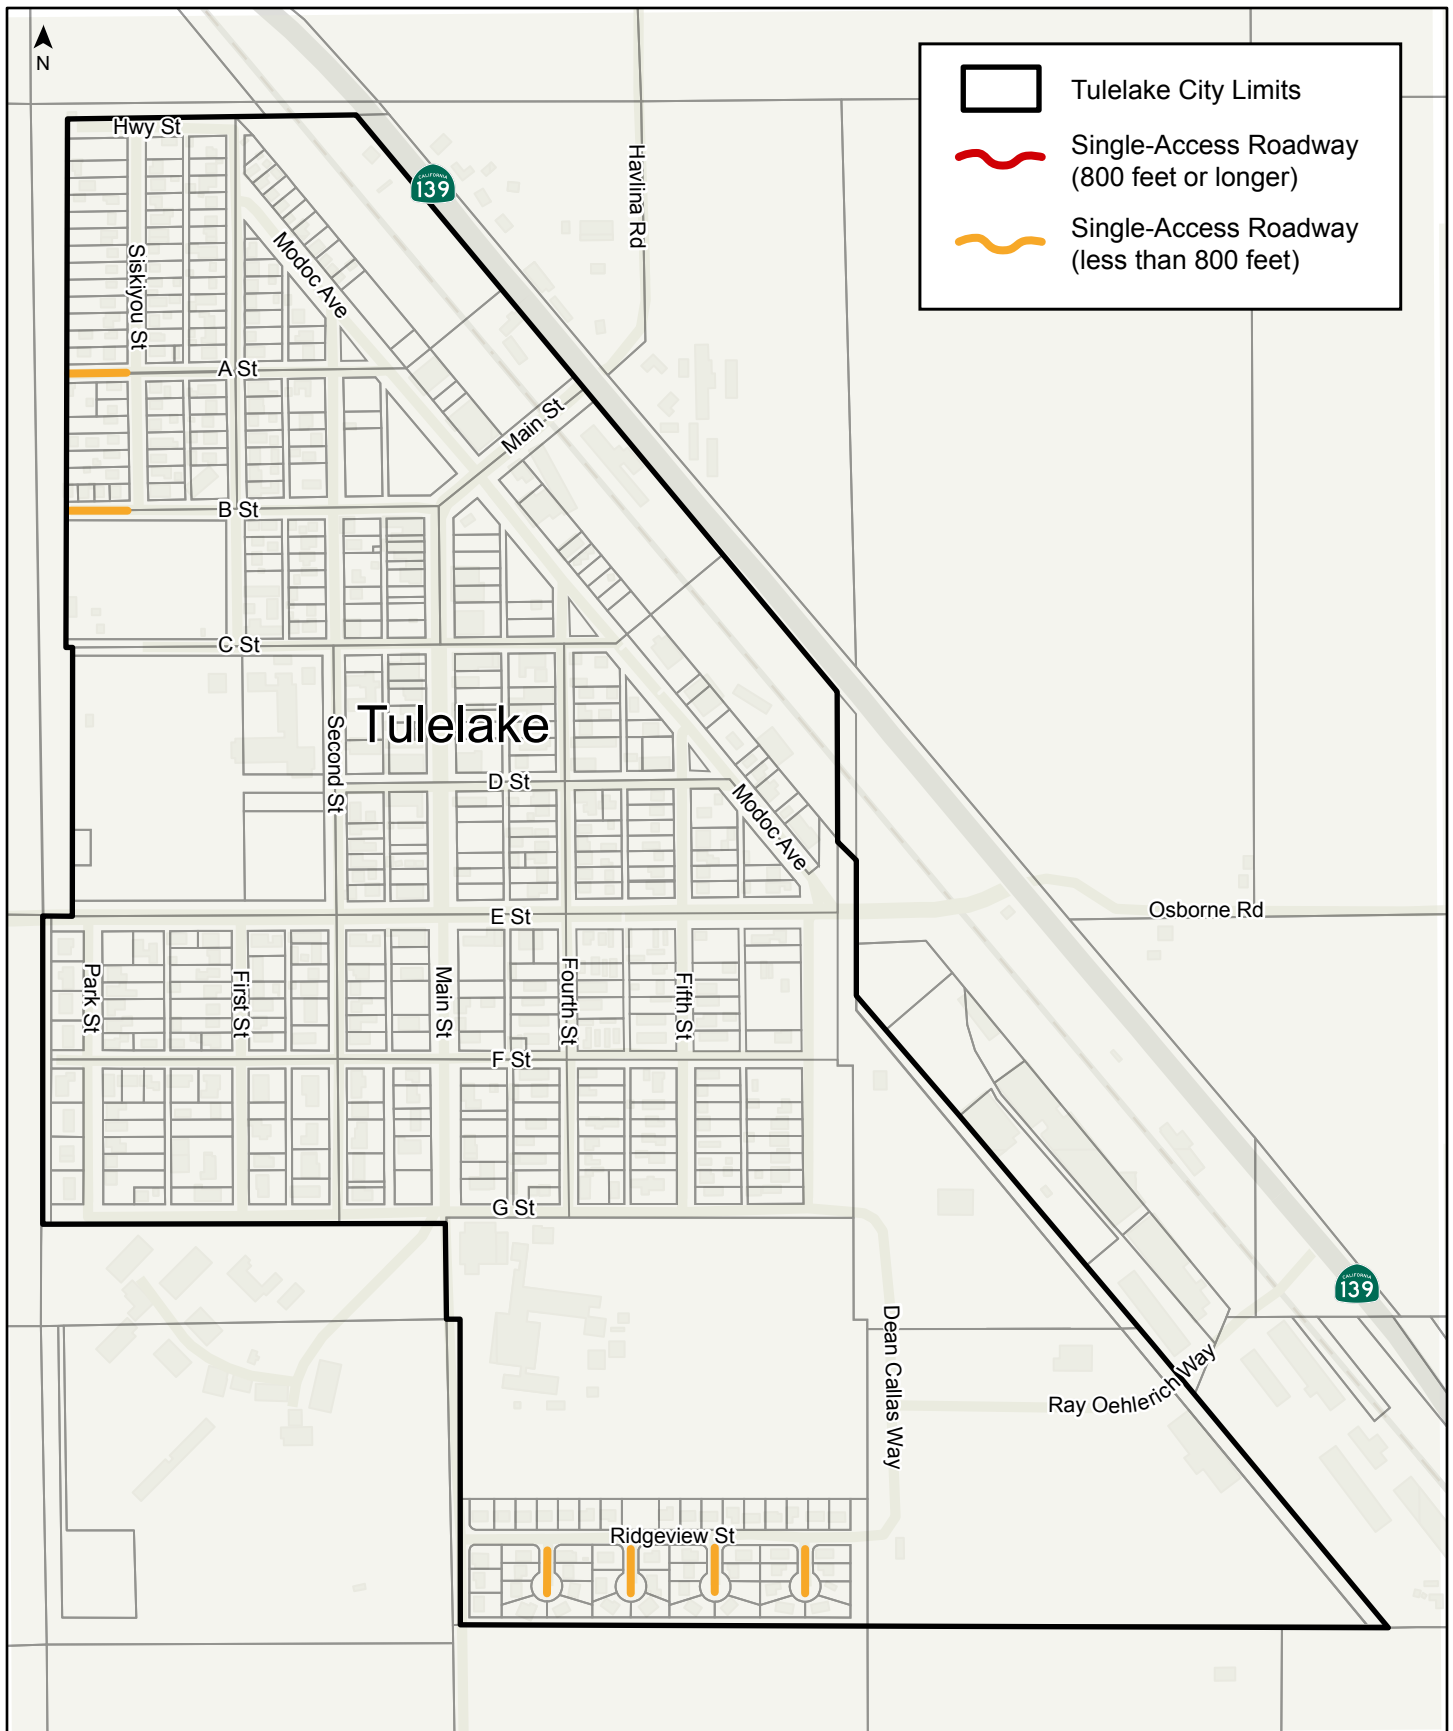 N
Tulelake City Limits
Single-Access Roadway
(800 feet or longer)
Single-Access Roadway
(less than 800 feet)
Hwy St
CALIFORNIA
139
Havlina Rd
Siskiyou St
Modoc Ave
A St
Main St
B St
C St
Tulelake
Second St
D St
Modoc Ave
E St
Osborne Rd
Park St
First St
Main St
Fourth St
Fifth St
F St
G St
CALIFORNIA
139
Dean Callas Way
Ray Oehlerich Way
Ridgeview St